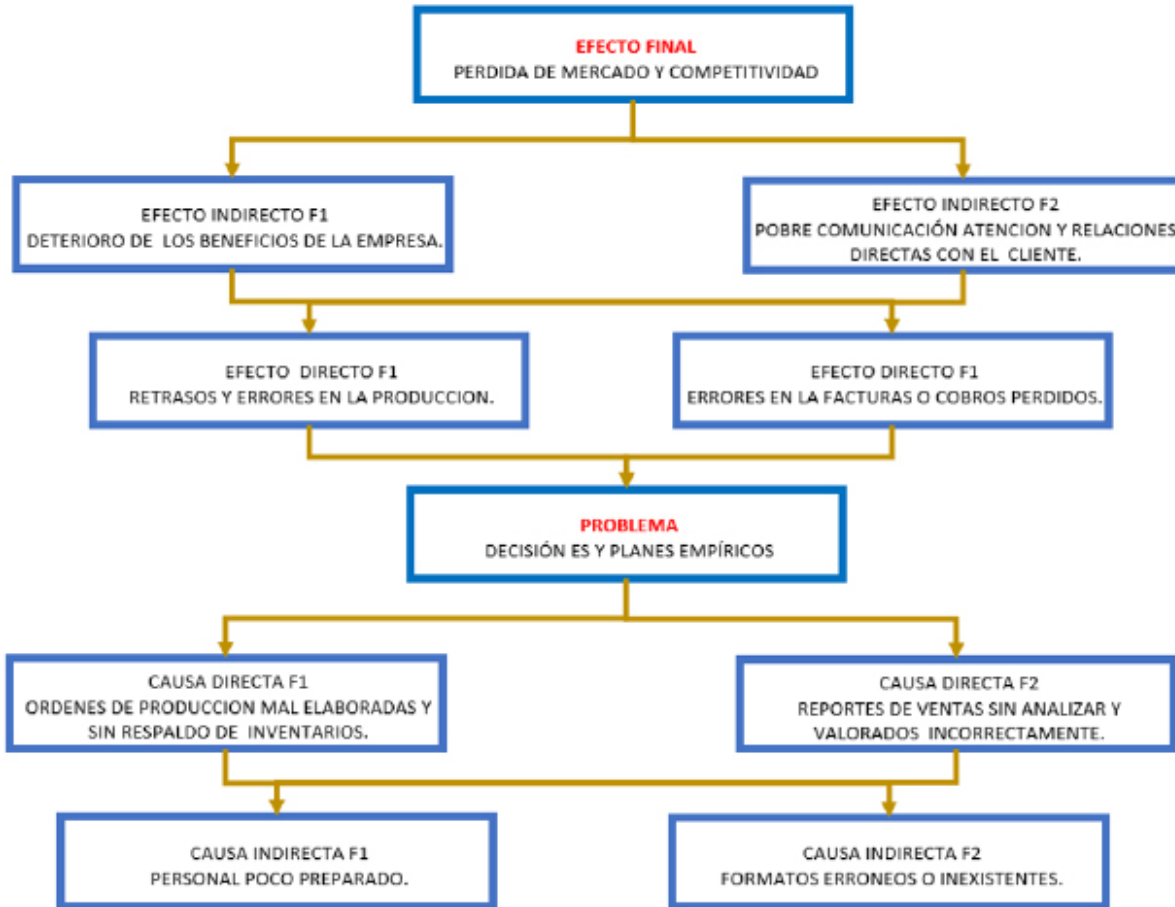 EFECTO FINAL
PERDIDA DE MERCADO Y COMPETITIVIDAD
EFECTO INDIRECTO F1
DETERIORO DE LOS BENEFICIOS DE LA EMPRESA.
EFECTO INDIRECTO F2
POBRE COMUNICACIÓN ATENCION Y RELACIONES
DIRECTAS CON EL CLIENTE.
EFECTO DIRECTO F1
RETRASOS Y ERRORES EN LA PRODUCCION.
EFECTO DIRECTO F1
ERRORES EN LA FACTURAS O COBROS PERDIDOS.
PROBLEMA
DECISIÓN ES Y PLANES EMPÍRICOS
CAUSA DIRECTA F1
ORDENES DE PRODUCCION MAL ELABORADAS Y
SIN RESPALDO DE INVENTARIOS.
CAUSA DIRECTA F2
REPORTES DE VENTAS SIN ANALIZAR Y
VALORADOS INCORRECTAMENTE.
CAUSA INDIRECTA F1
PERSONAL POCO PREPARADO.
CAUSA INDIRECTA F2
FORMATOS ERRONEOS O INEXISTENTES.